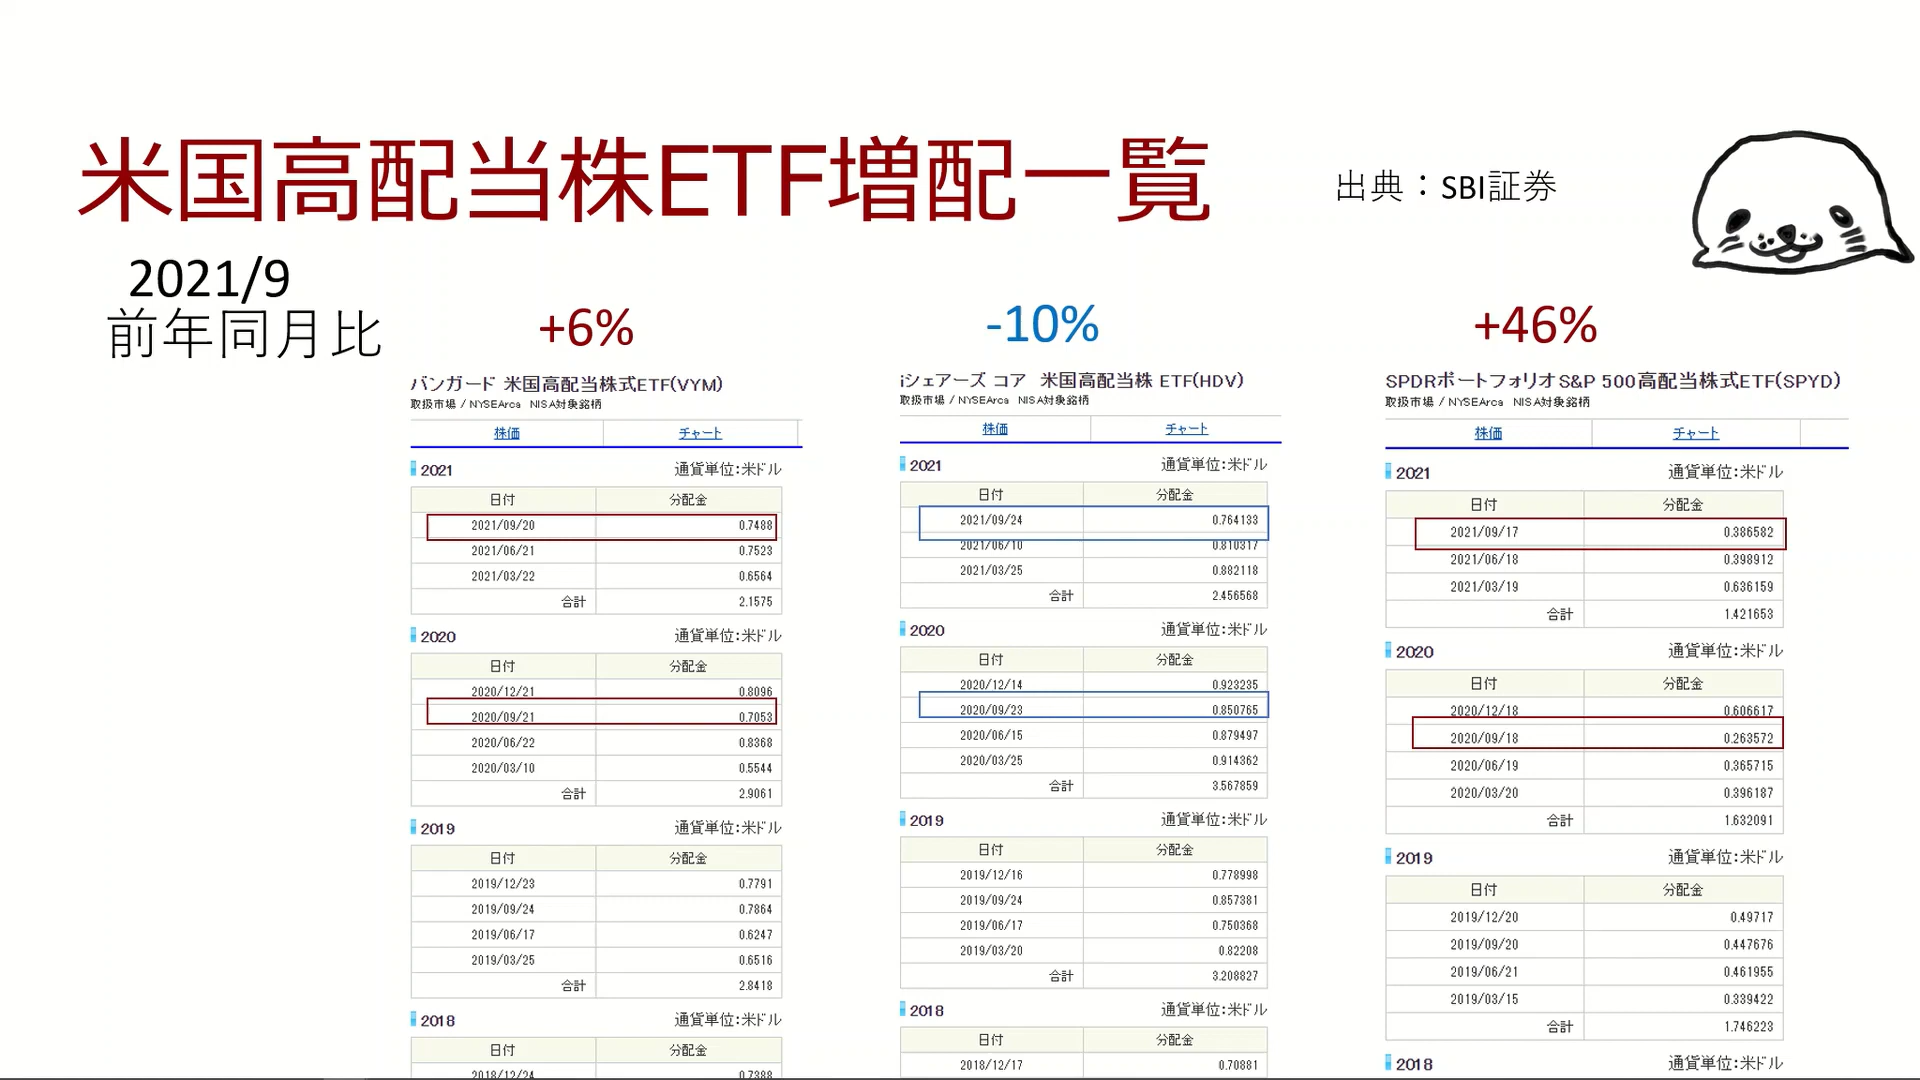 米国高配当株ETF増配一覧
出典：SBI証券
2021/9
前年同月比
+6%
-10%
+46%
バンガード 米国高配当株式ETF(VYM)
取扱市場 / NYSEArca NISA対象銘柄
株価 チャート
2021 通貨単位:米ドル
日付 分配金
2021/09/20 0.7488
2021/06/21 0.7523
2021/03/22 0.6564
合計 2.1575
2020 通貨単位:米ドル
日付 分配金
2020/12/21 0.8096
2020/09/21 0.7053
2020/06/22 0.8368
2020/03/10 0.5544
合計 2.9061
2019 通貨単位:米ドル
日付 分配金
2019/12/23 0.7791
2019/09/24 0.7864
2019/06/17 0.6247
2019/03/25 0.6516
合計 2.8418
2018 通貨単位:米ドル
日付 分配金
2018/12/24 0.7388
iシェアーズ コア 米国高配当株 ETF(HDV)
取扱市場 / NYSEArca NISA対象銘柄
株価 チャート
2021 通貨単位:米ドル
日付 分配金
2021/09/24 0.764133
2021/06/10 0.810317
2021/03/25 0.882118
合計 2.456568
2020 通貨単位:米ドル
日付 分配金
2020/12/14 0.923235
2020/09/23 0.850765
2020/06/15 0.879497
2020/03/25 0.914362
合計 3.567859
2019 通貨単位:米ドル
日付 分配金
2019/12/16 0.778998
2019/09/24 0.857381
2019/06/17 0.750368
2019/03/20 0.82208
合計 3.208827
2018 通貨単位:米ドル
日付 分配金
2018/12/17 0.70881
SPDRポートフォリオS&P 500高配当株式ETF(SPYD)
取扱市場 / NYSEArca NISA対象銘柄
株価 チャート
2021 通貨単位:米ドル
日付 分配金
2021/09/17 0.386582
2021/06/18 0.398912
2021/03/19 0.636159
合計 1.421653
2020 通貨単位:米ドル
日付 分配金
2020/12/18 0.606617
2020/09/18 0.263572
2020/06/19 0.365715
2020/03/20 0.396187
合計 1.632091
2019 通貨単位:米ドル
日付 分配金
2019/12/20 0.49717
2019/09/20 0.447676
2019/06/21 0.461955
2019/03/15 0.339422
合計 1.746223
2018 通貨単位:米ドル